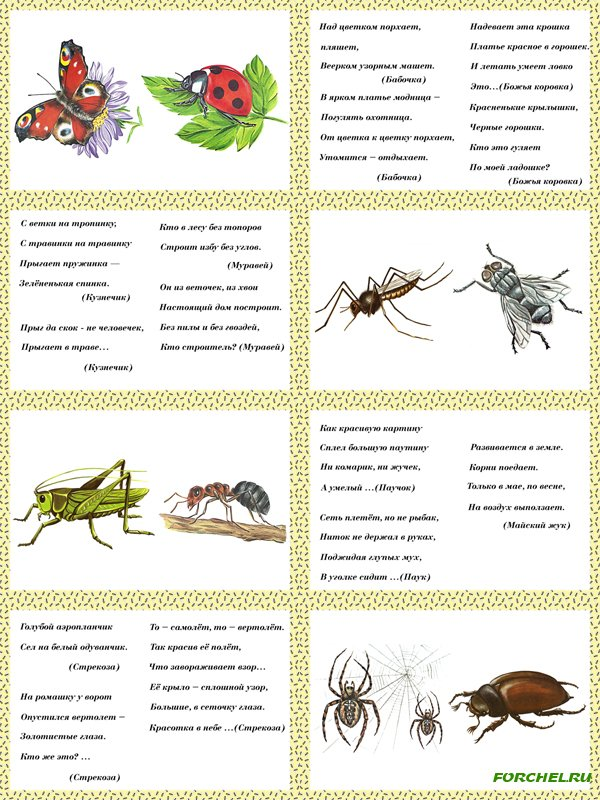 Над цветком порхает,
пляшет,
Веерком узорным машет.
(Бабочка)
В ярком платье модница –
Погулять охотница.
От цветка к цветку порхает,
Утомится – отдыхает.
(Бабочка)
Надевает эта крошка
Платье красное в горошек.
И летать умеет ловко
Это...(Божья коровка)
Красненькие крылышки,
Черные горошки.
Кто это гуляет
По моей ладошке?
(Божья коровка)
С ветки на тропинку,
С травинки на травинку
Прыгает пружинка —
Зелёненькая спинка.
(Кузнечик)
Прыг да скок - не человечек,
Прыгает в траве...
(Кузнечик)
Кто в лесу без топоров
Строит избу без углов.
(Муравей)
Он из веточек, из хвои
Настоящий дом построит.
Без пилы и без гвоздей,
Кто строитель? (Муравей)
Как красивую картину
Сплел большую паутину
Ни комарик, ни жучек,
А умелый ...(Паучок)
Сеть плетёт, но не рыбак,
Ниток не держал в руках,
Поджидая глупых мух,
В уголке сидит ...(Паук)
Развивается в земле.
Корни поедает.
Только в мае, по весне,
На воздух выползает.
(Майский жук)
Голубой аэропланчик
Сел на белый одуванчик.
(Стрекоза)
На ромашку у ворот
Опустился вертолет –
Золотистые глаза.
Кто же это? ...
(Стрекоза)
То – самолёт, то – вертолёт.
Так красив её полёт,
Что завораживает взор...
Её крыло – сплошной узор,
Большие, в сеточку глаза.
Красотка в небе ...(Стрекоза)
FORCHEL.RU